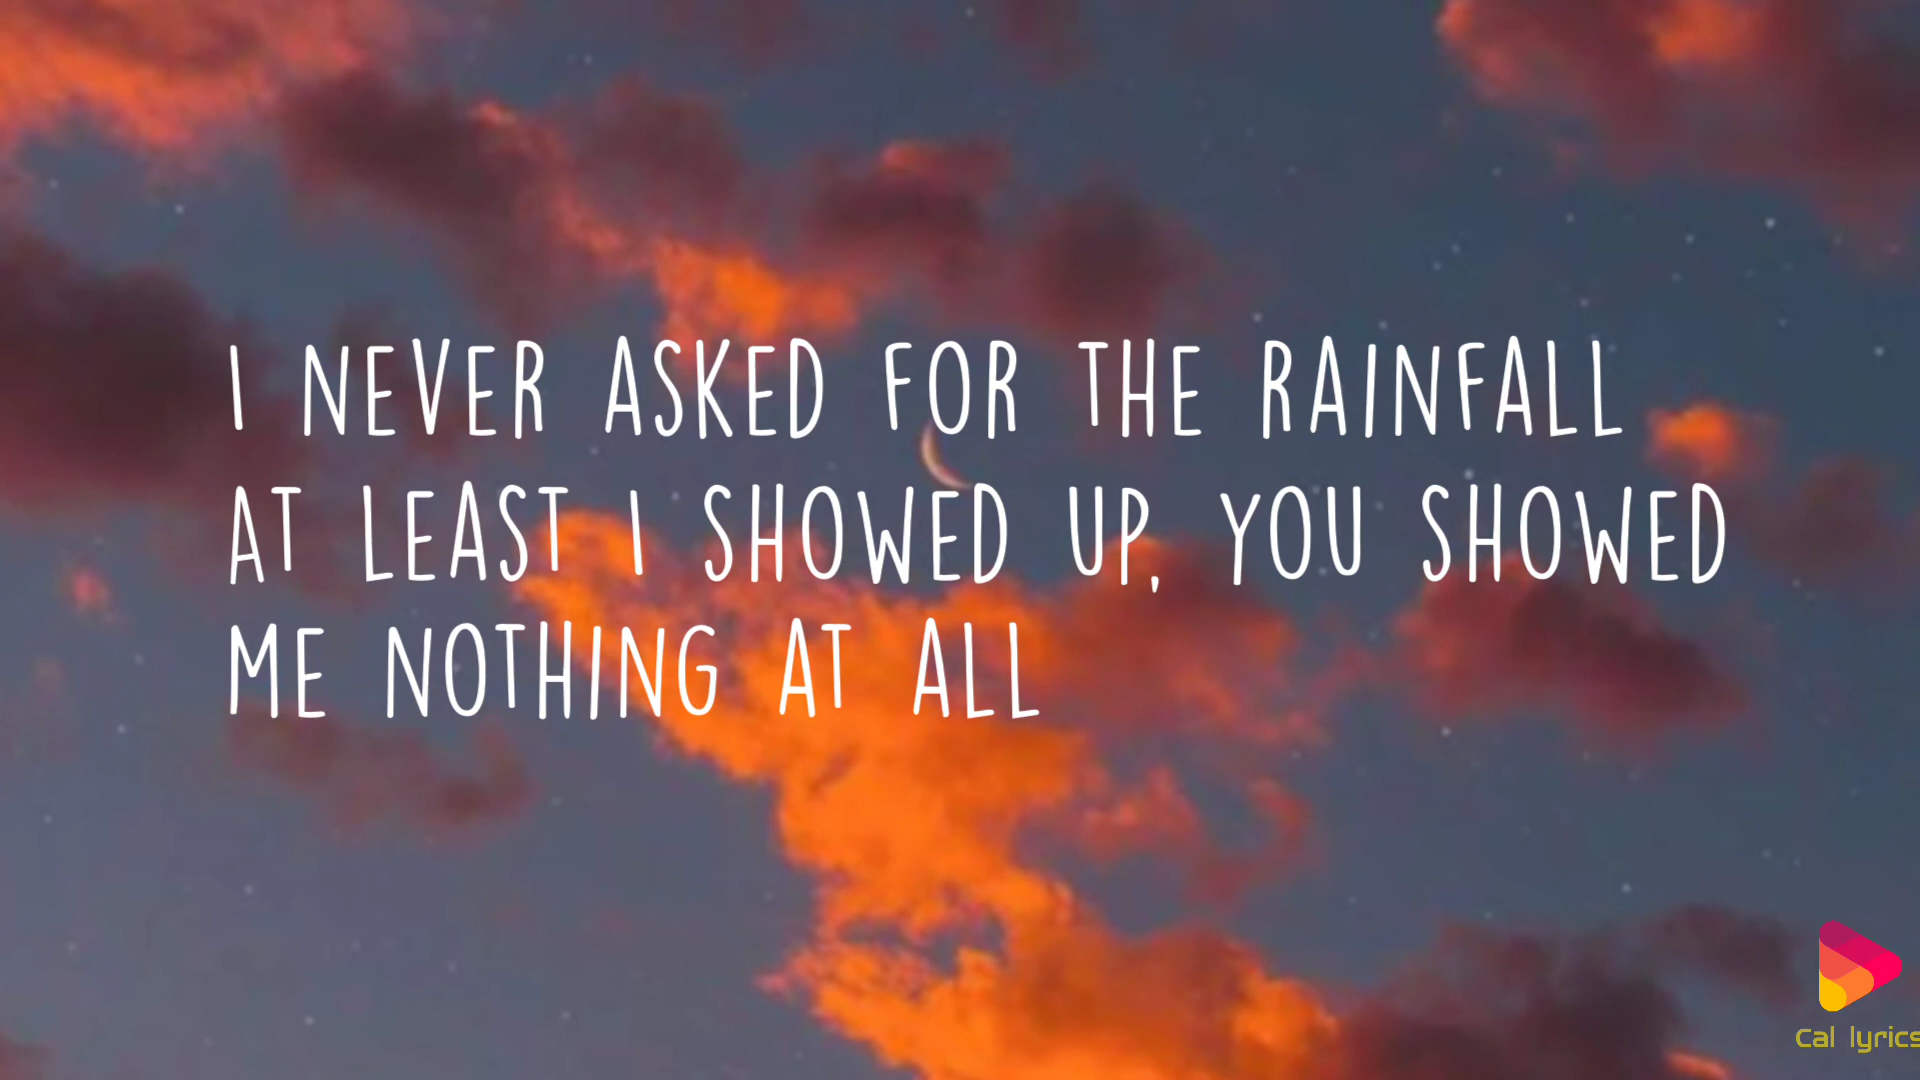 I NEVER ASKED FOR THE RAINFALL
AT LEAST I SHOWED UP, YOU SHOWED
ME NOTHING AT ALL
Cal lyrics